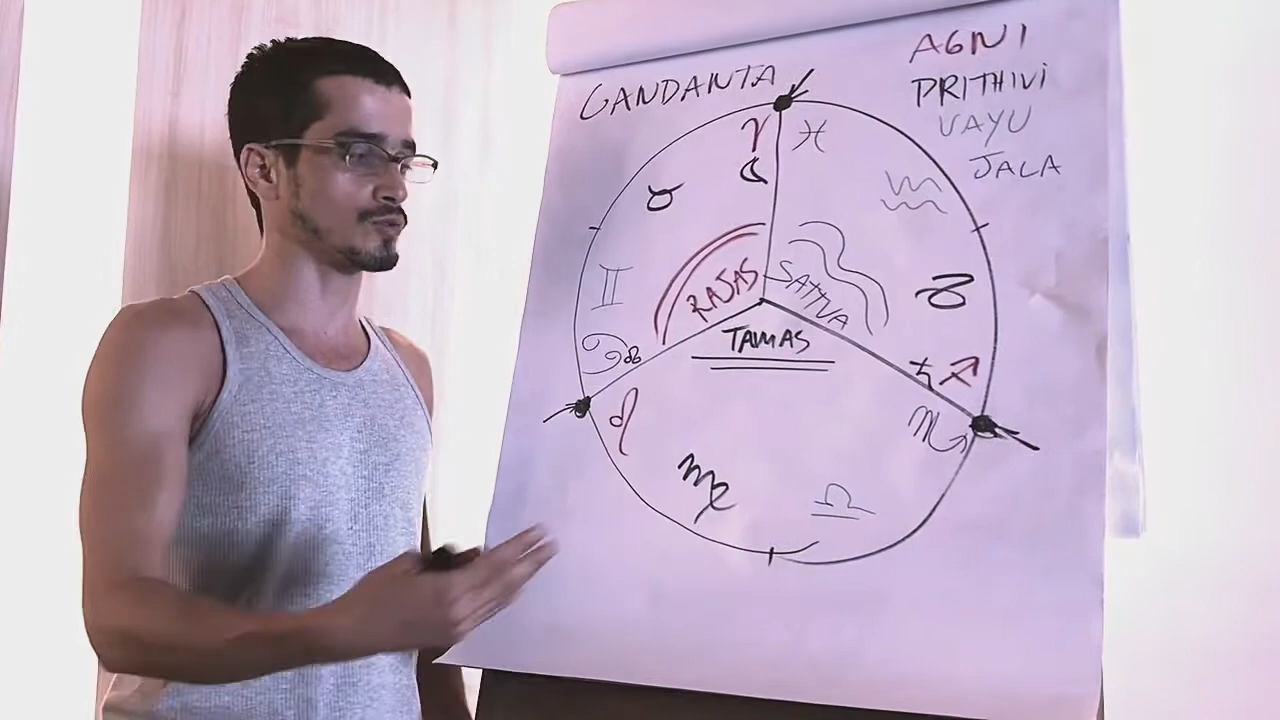 GANDANTA
AGNI
PRITHIVI
VAYU
JALA
♈ ♓
☾
♉ ♒
♊ RAJAS SATTVA ♑
TAMAS
♋
♄ ♐
♌ ♏
♍ ♎